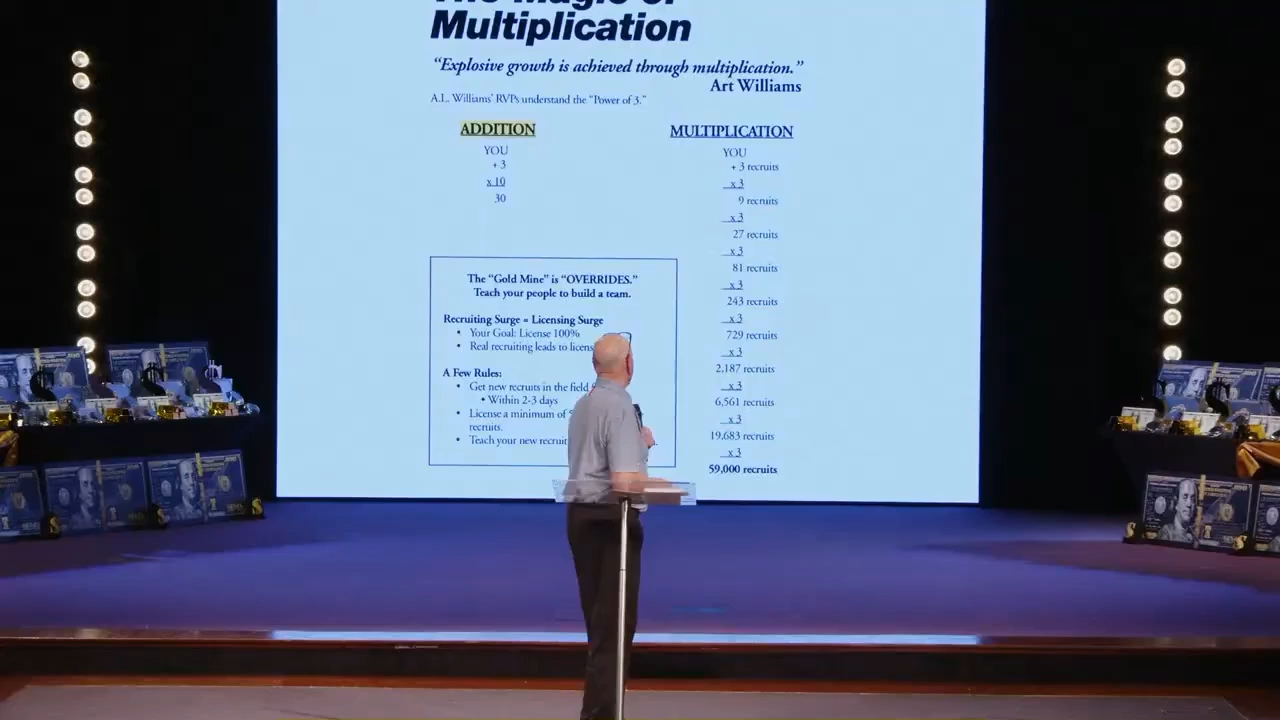 The Magic of
Multiplication
“Explosive growth is achieved through multiplication.”
Art Williams
A.L. Williams’ RVPs understand the “Power of 3.”
ADDITION
YOU
+ 3
x 10
30
The “Gold Mine” is “OVERRIDES.”
Teach your people to build a team.
Recruiting Surge = Licensing Surge
• Your Goal: License 100%
• Real recruiting leads to
A Few Rules:
• Get new recruits in the field
• Within 2-3 days
• License a minimum of
recruits.
• Teach your new
MULTIPLICATION
YOU
+ 3 recruits
x 3
9 recruits
x 3
27 recruits
x 3
81 recruits
x 3
243 recruits
x 3
729 recruits
x 3
2,187 recruits
x 3
6,561 recruits
x 3
19,683 recruits
x 3
59,000 recruits